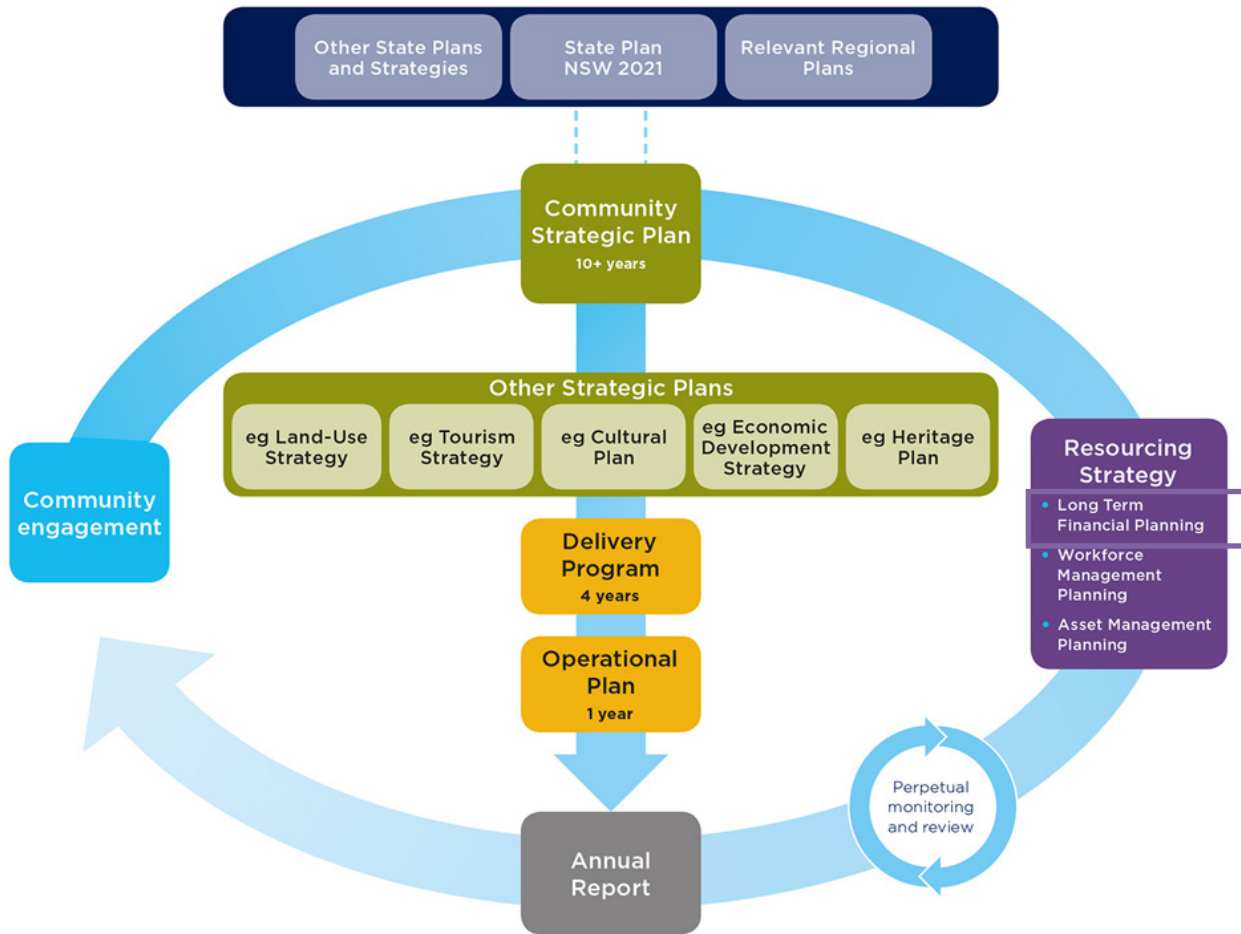 Other State Plans
and Strategies
State Plan
NSW 2021
Relevant Regional
Plans
Community
Strategic Plan
10+ years
Other Strategic Plans
eg Land-Use
Strategy
eg Tourism
Strategy
eg Cultural
Plan
eg Economic
Development
Strategy
eg Heritage
Plan
Community
engagement
Resourcing
Strategy
• Long Term
Financial Planning
• Workforce
Management
Planning
• Asset Management
Planning
Delivery
Program
4 years
Operational
Plan
1 year
Perpetual
monitoring
and review
Annual
Report